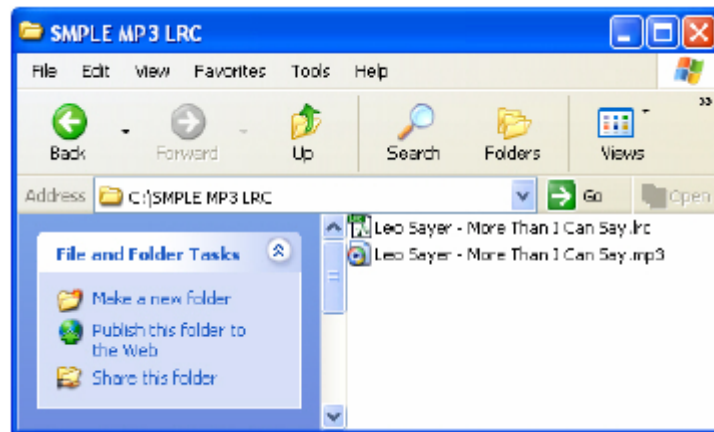 SMPLE MP3 LRC
File Edit View Favorites Tools Help
Back Forward Up Search Folders Views »
Address C:\SMPLE MP3 LRC Go Open
File and Folder Tasks
Make a new folder
Publish this folder to
the Web
Share this folder
Leo Sayer - More Than I Can Say.lrc
Leo Sayer - More Than I Can Say.mp3